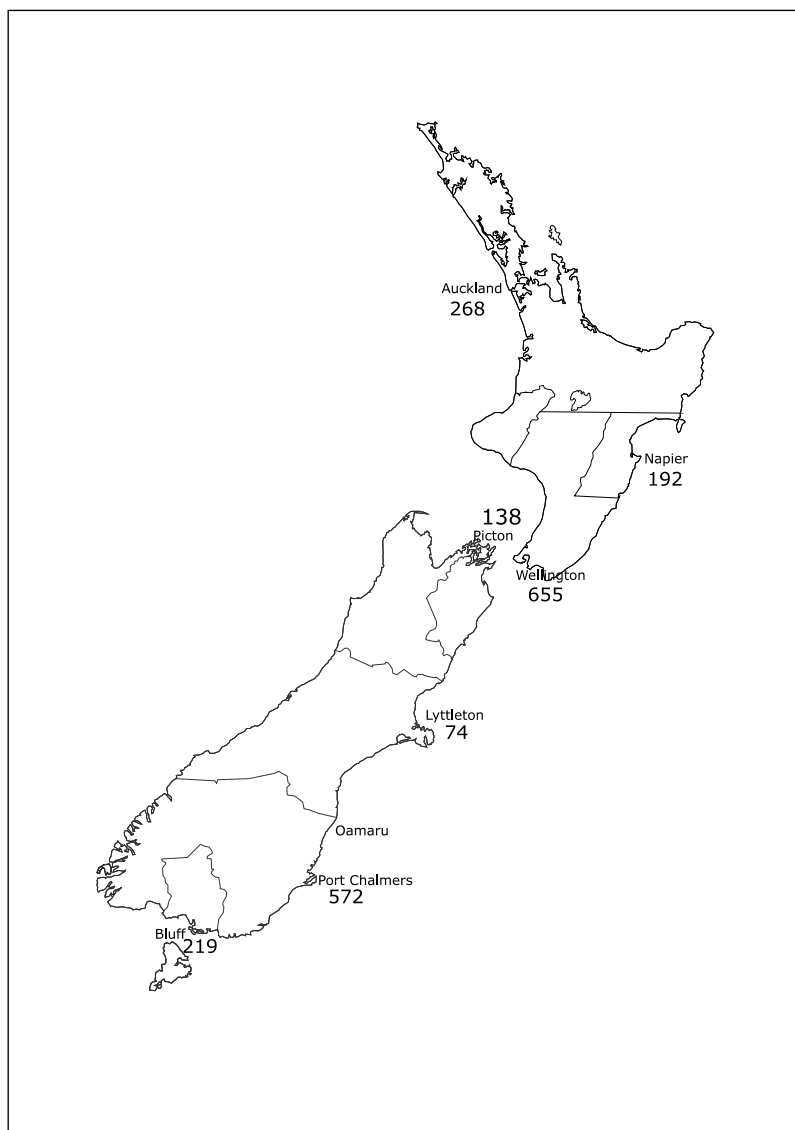 Auckland
268
Napier
192
138
Picton
Wellington
655
Lyttleton
74
Oamaru
Port Chalmers
572
Bluff
219